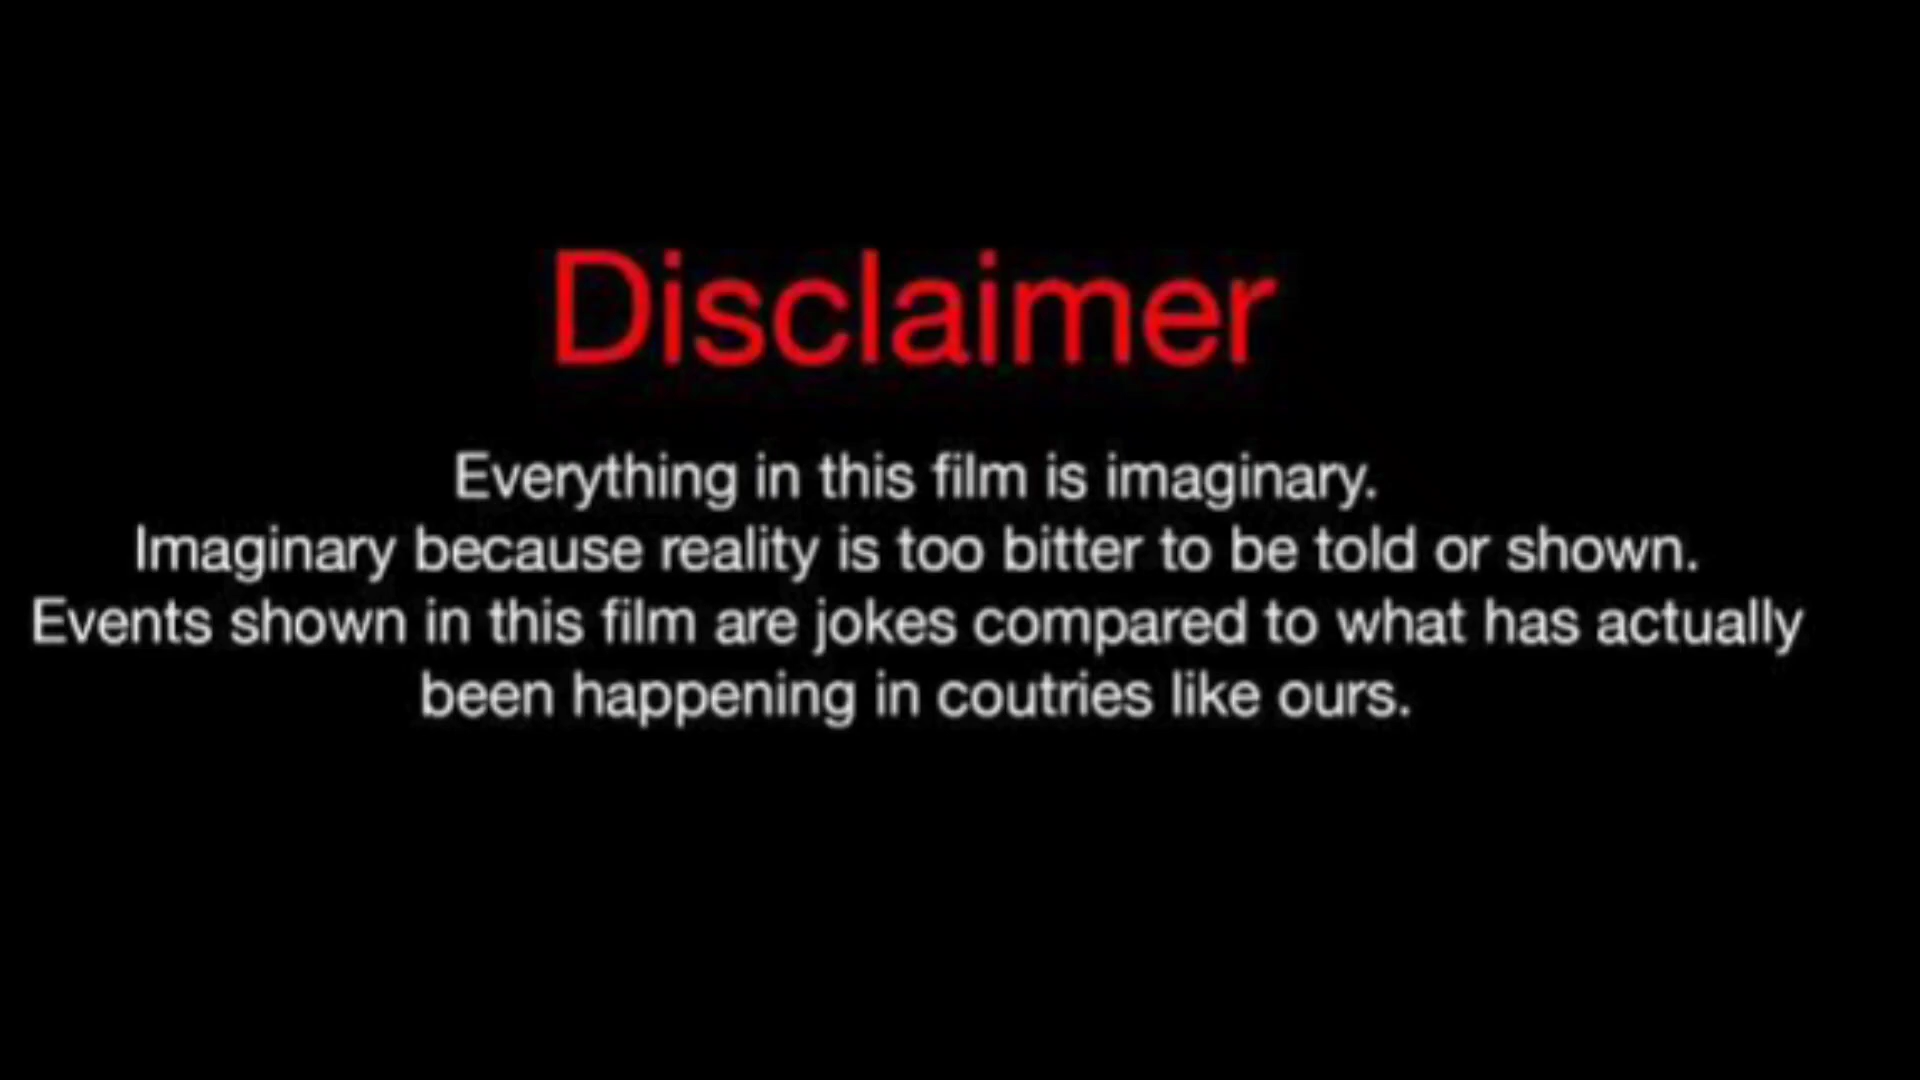 Disclaimer
Everything in this film is imaginary.
Imaginary because reality is too bitter to be told or shown.
Events shown in this film are jokes compared to what has actually
been happening in coutries like ours.